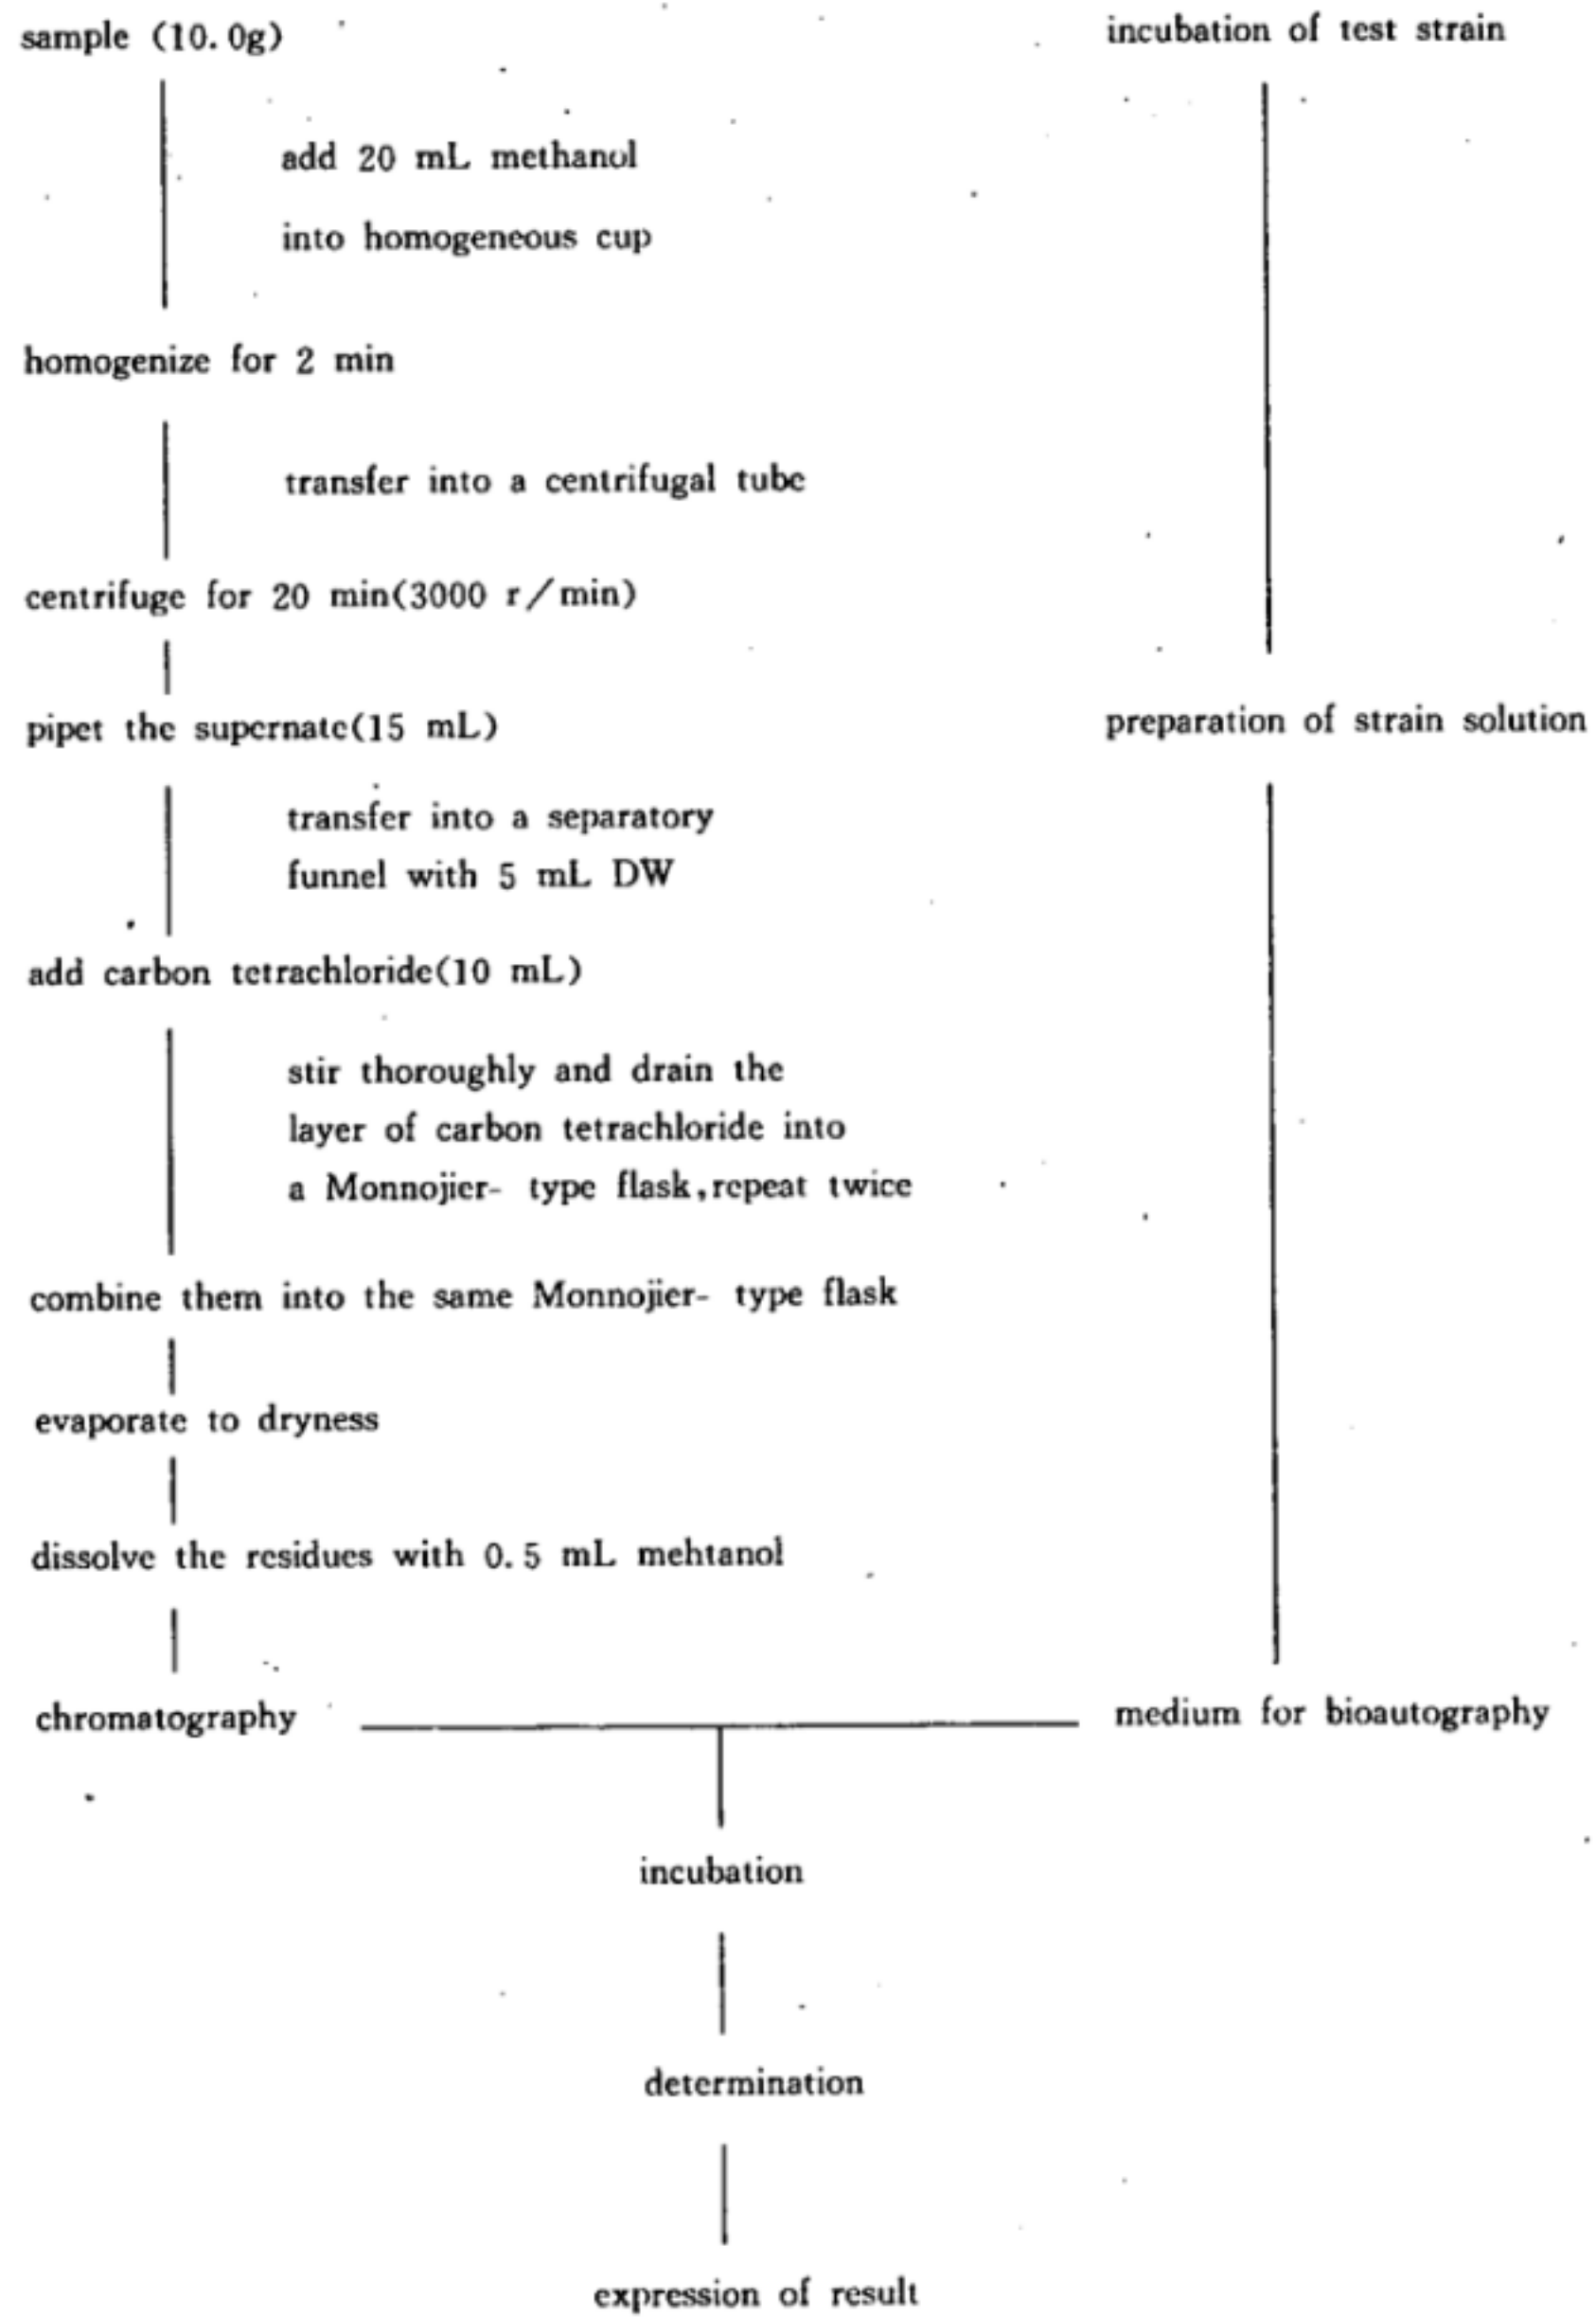 sample (10.0g)
add 20 mL methanol
into homogeneous cup
homogenize for 2 min
transfer into a centrifugal tube
centrifuge for 20 min(3000 r/min)
pipet the supernate(15 mL)
transfer into a separatory
funnel with 5 mL DW
add carbon tetrachloride(10 mL)
stir thoroughly and drain the
layer of carbon tetrachloride into
a Monnojier- type flask,repeat twice
combine them into the same Monnojier- type flask
evaporate to dryness
dissolve the residues with 0.5 mL mehtanol
chromatography
incubation of test strain
preparation of strain solution
medium for bioautography
incubation
determination
expression of result